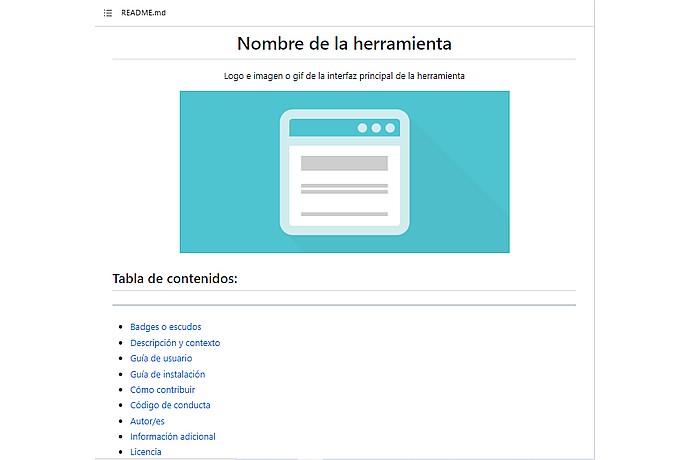 README.md
Nombre de la herramienta
Logo e imagen o gif de la interfaz principal de la herramienta
Tabla de contenidos:
Badges o escudos
Descripción y contexto
Guía de usuario
Guía de instalación
Cómo contribuir
Código de conducta
Autor/es
Información adicional
Licencia